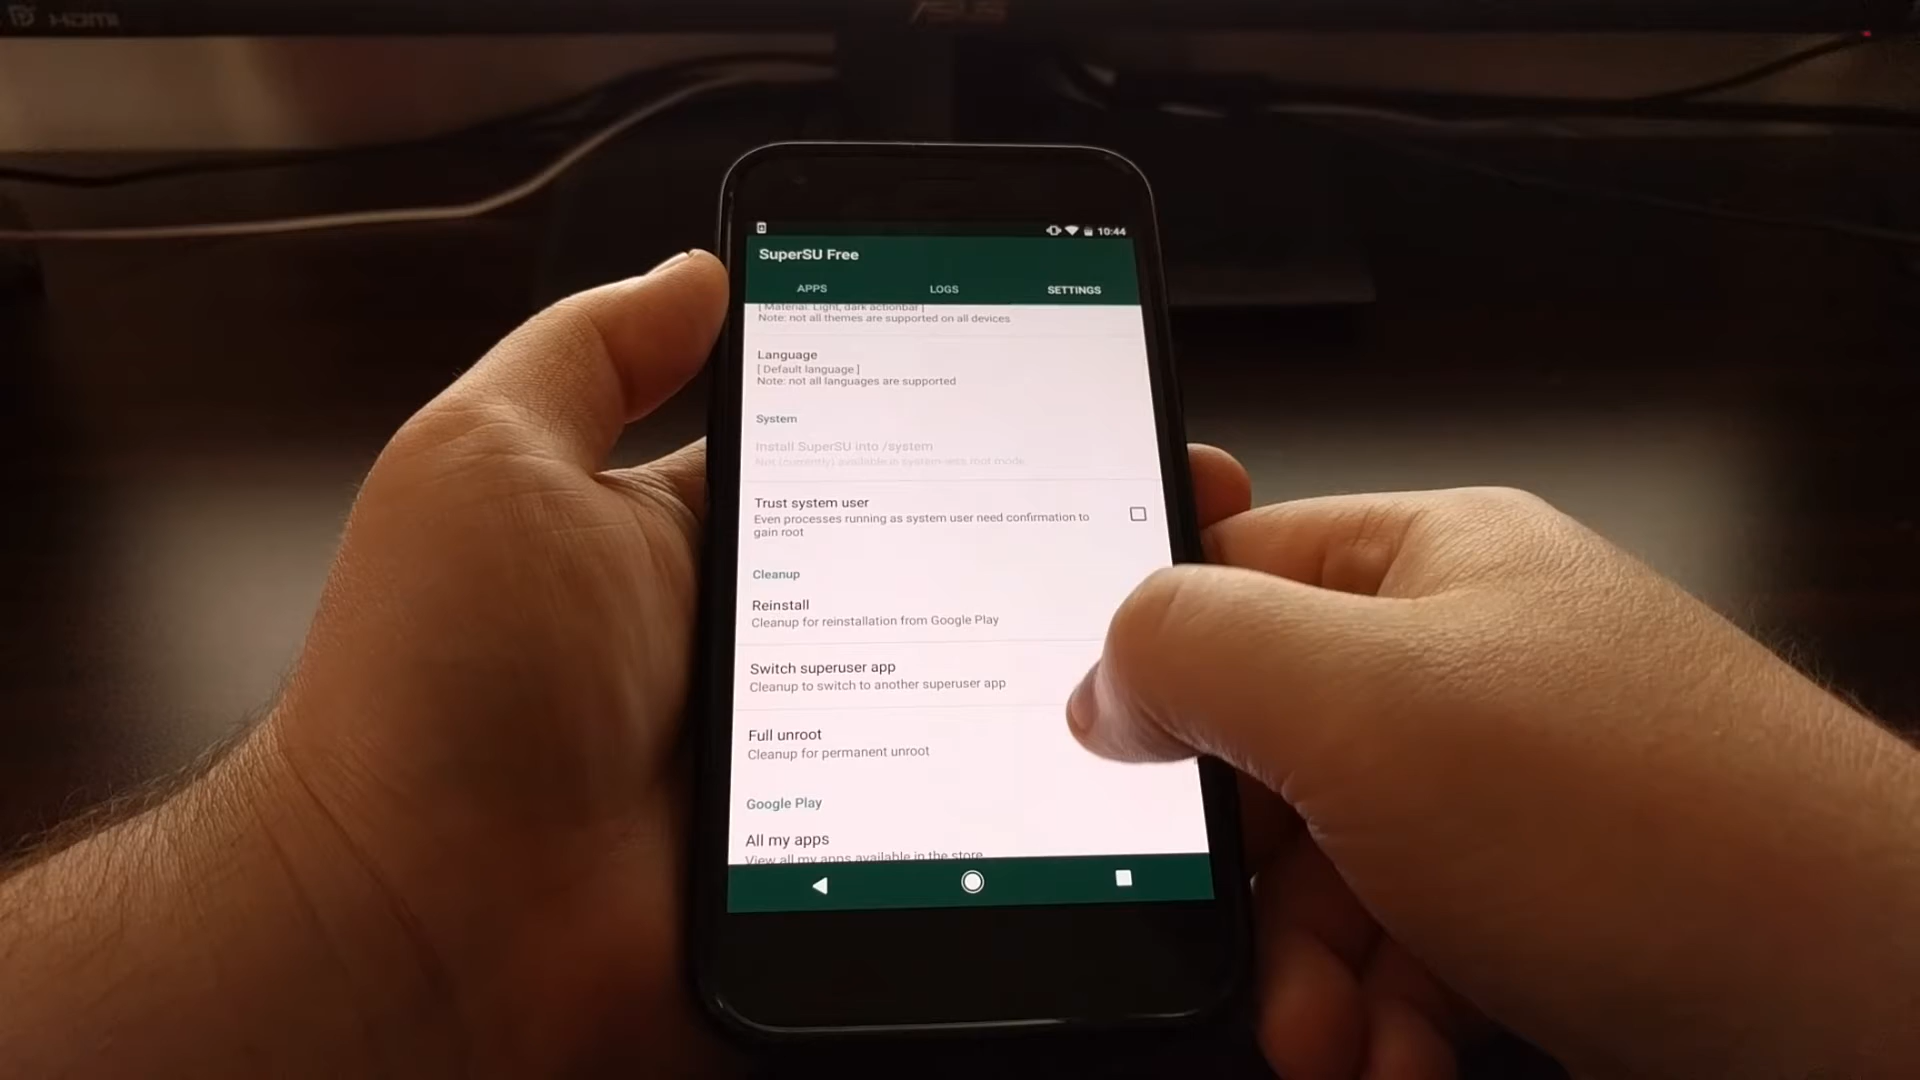 HDMI
ASUS
10:44
SuperSU Free
APPS
LOGS
SETTINGS
[ Material: Light, dark actionbar ]
Note: not all themes are supported on all devices
Language
[ Default language ]
Note: not all languages are supported
System
Install SuperSU into /system
Not (currently) available in system-less root mode
Trust system user
Even processes running as system user need confirmation to
gain root
Cleanup
Reinstall
Cleanup for reinstallation from Google Play
Switch superuser app
Cleanup to switch to another superuser app
Full unroot
Cleanup for permanent unroot
Google Play
All my apps
View all my apps available in the store